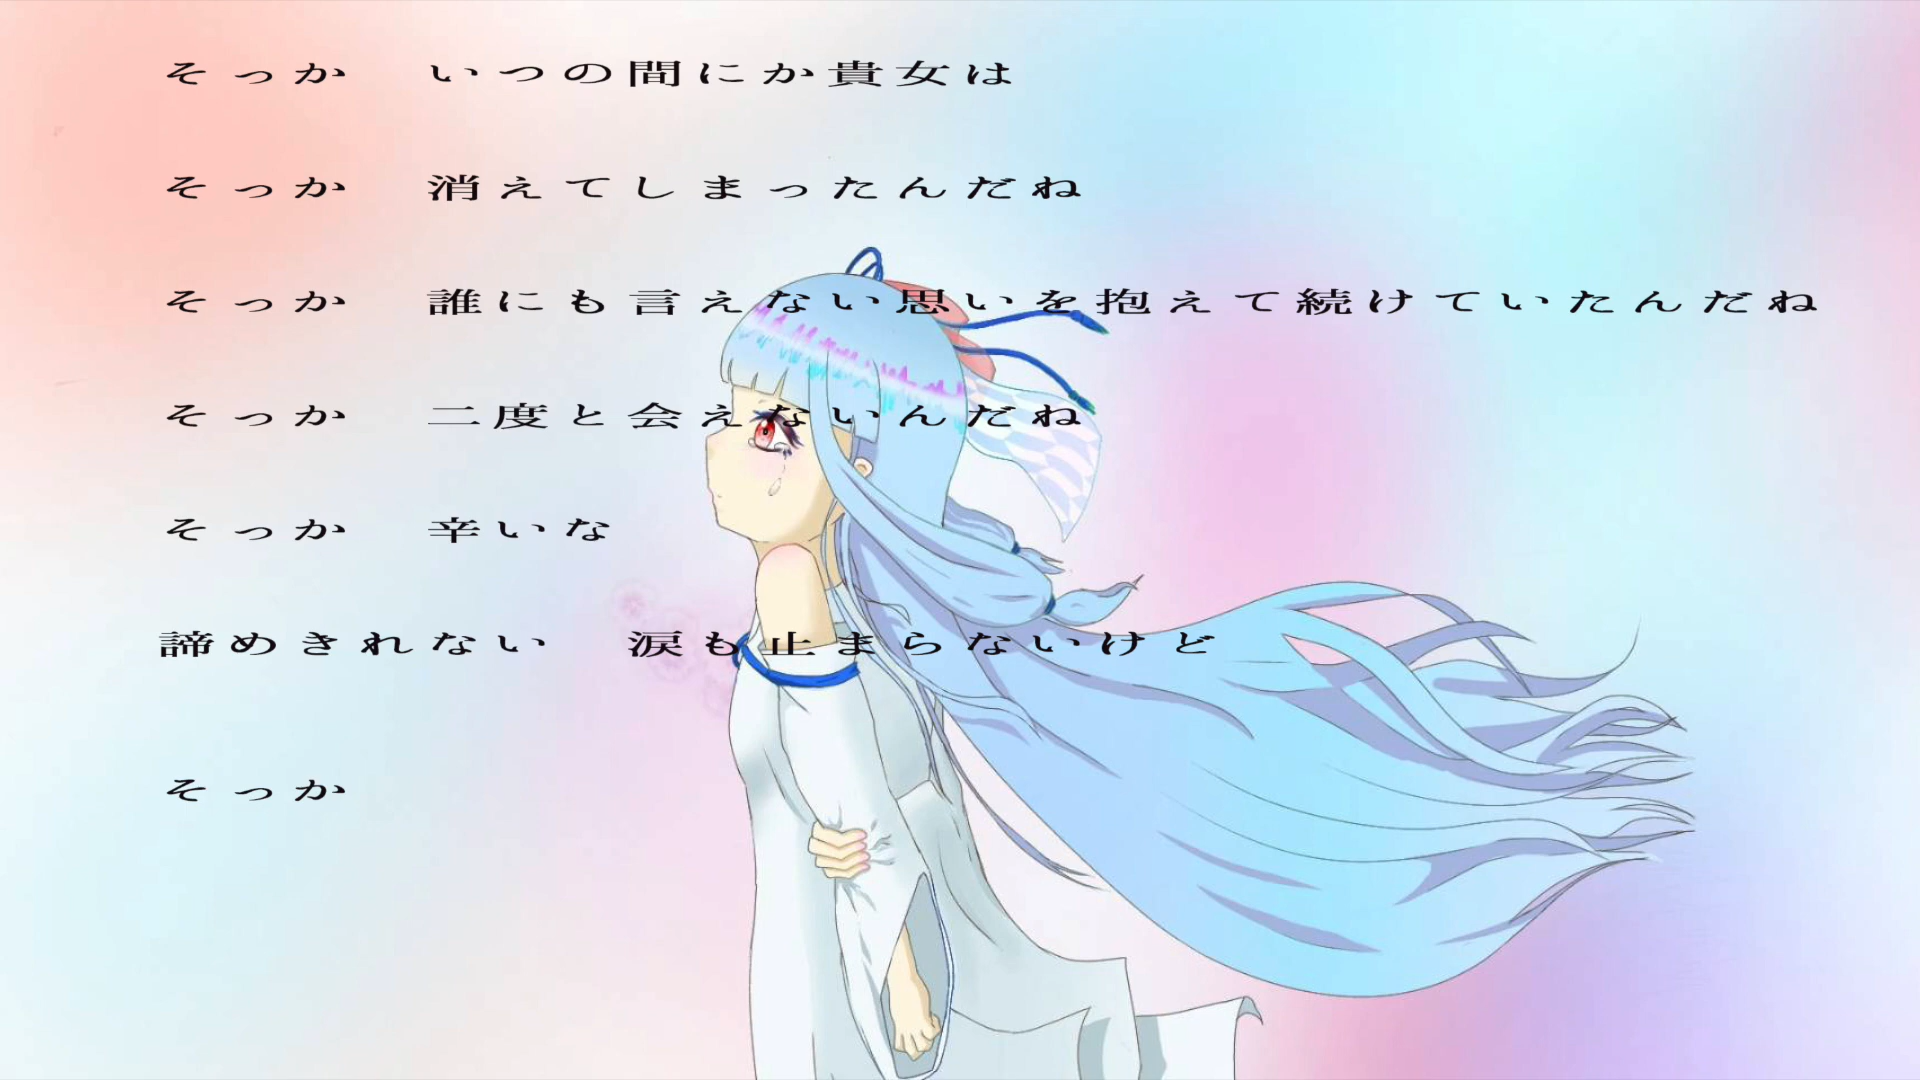 そっか　いつの間にか貴女は
そっか　消えてしまったんだね
そっか　誰にも言えない思いを抱えて続けていたんだね
そっか　二度と会えないんだね
そっか　辛いな
諦めきれない　涙も止まらないけど
そっか